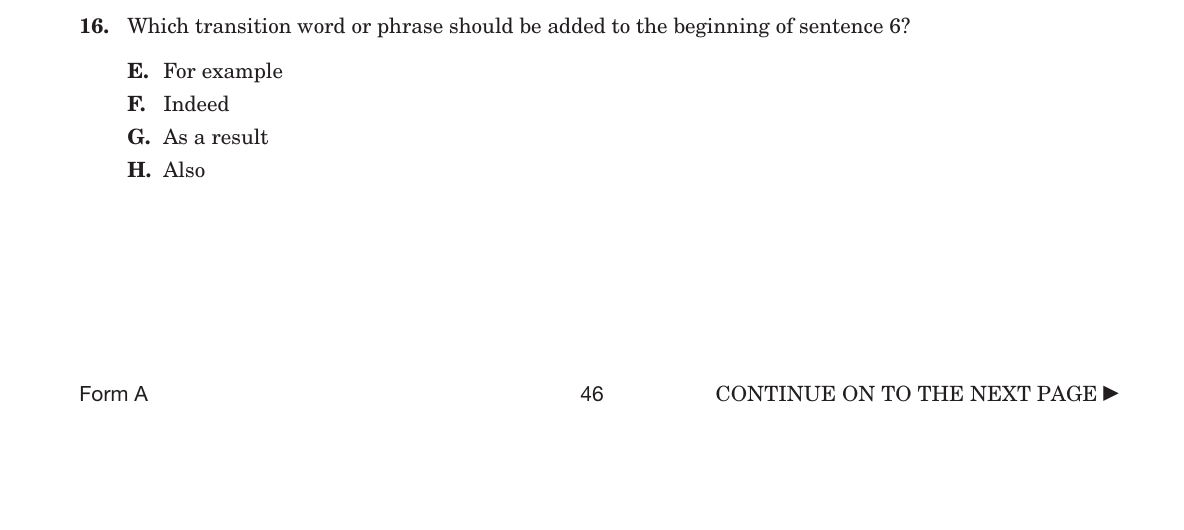 16. Which transition word or phrase should be added to the beginning of sentence 6?
E. For example
F. Indeed
G. As a result
H. Also
Form A 46 CONTINUE ON TO THE NEXT PAGE ▶